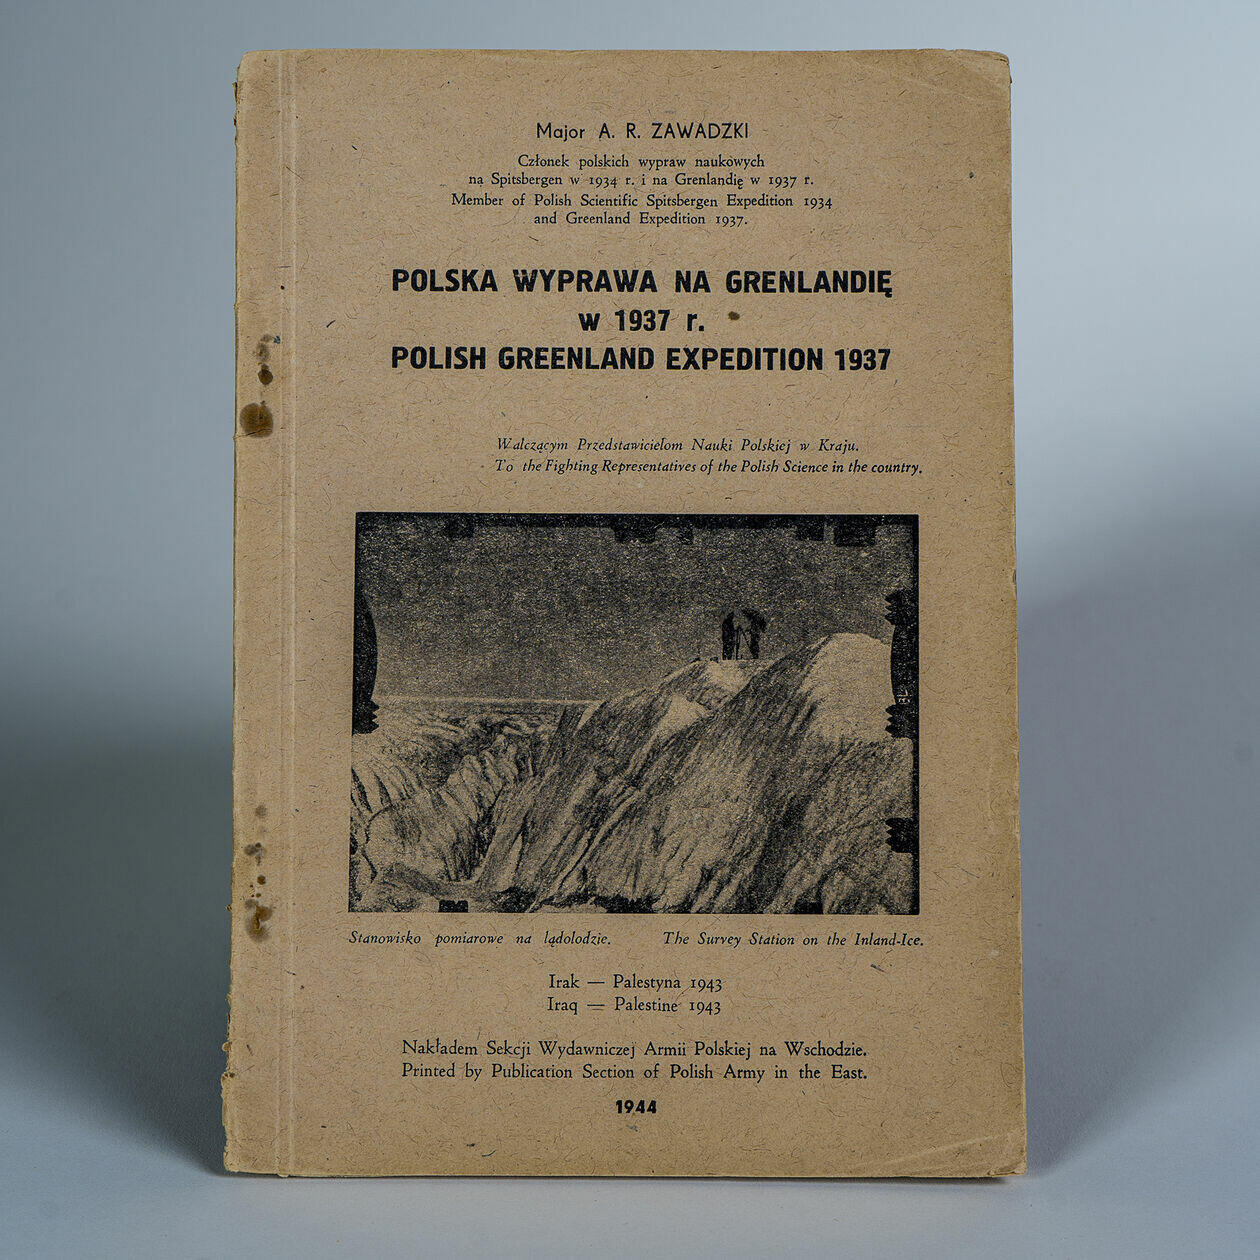 Major A. R. ZAWADZKI
Członek polskich wypraw naukowych
na Spitsbergen w 1934 r. i na Grenlandię w 1937 r.
Member of Polish Scientific Spitsbergen Expedition 1934
and Greenland Expedition 1937.
POLSKA WYPRAWA NA GRENLANDIĘ
w 1937 r.
POLISH GREENLAND EXPEDITION 1937
Walczącym Przedstawicielom Nauki Polskiej w Kraju.
To the Fighting Representatives of the Polish Science in the country.
BL
Stanowisko pomiarowe na lądolodzie. The Survey Station on the Inland-Ice.
Irak — Palestyna 1943
Iraq — Palestine 1943
Nakładem Sekcji Wydawniczej Armii Polskiej na Wschodzie.
Printed by Publication Section of Polish Army in the East.
1944